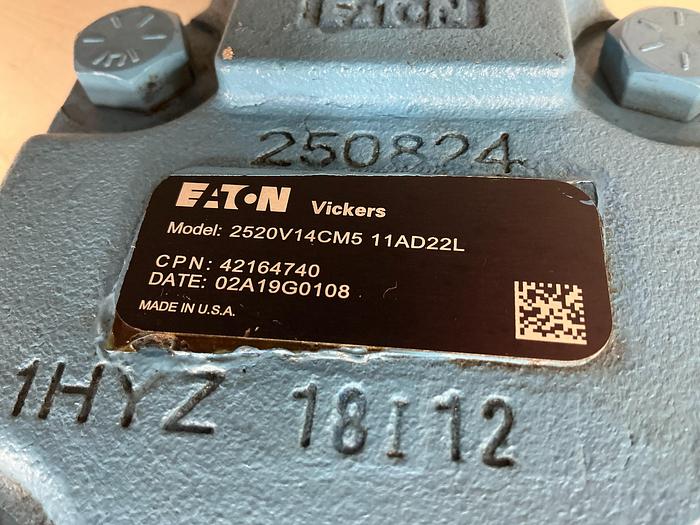 EATON
250824
EATON Vickers
Model: 2520V14CM5 11AD22L
CPN: 42164740
DATE: 02A19G0108
MADE IN U.S.A.
1HYZ 18I12